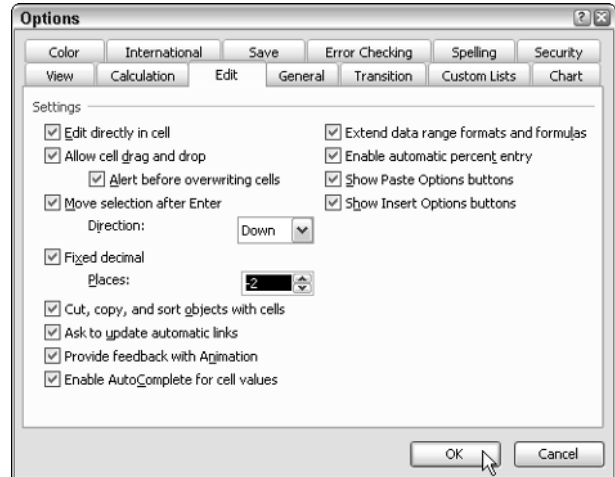 Options
Color International Save Error Checking Spelling Security
View Calculation Edit General Transition Custom Lists Chart
Settings
Edit directly in cell
Allow cell drag and drop
Alert before overwriting cells
Move selection after Enter
Direction: Down
Fixed decimal
Places: -2
Cut, copy, and sort objects with cells
Ask to update automatic links
Provide feedback with Animation
Enable AutoComplete for cell values
Extend data range formats and formulas
Enable automatic percent entry
Show Paste Options buttons
Show Insert Options buttons
OK Cancel